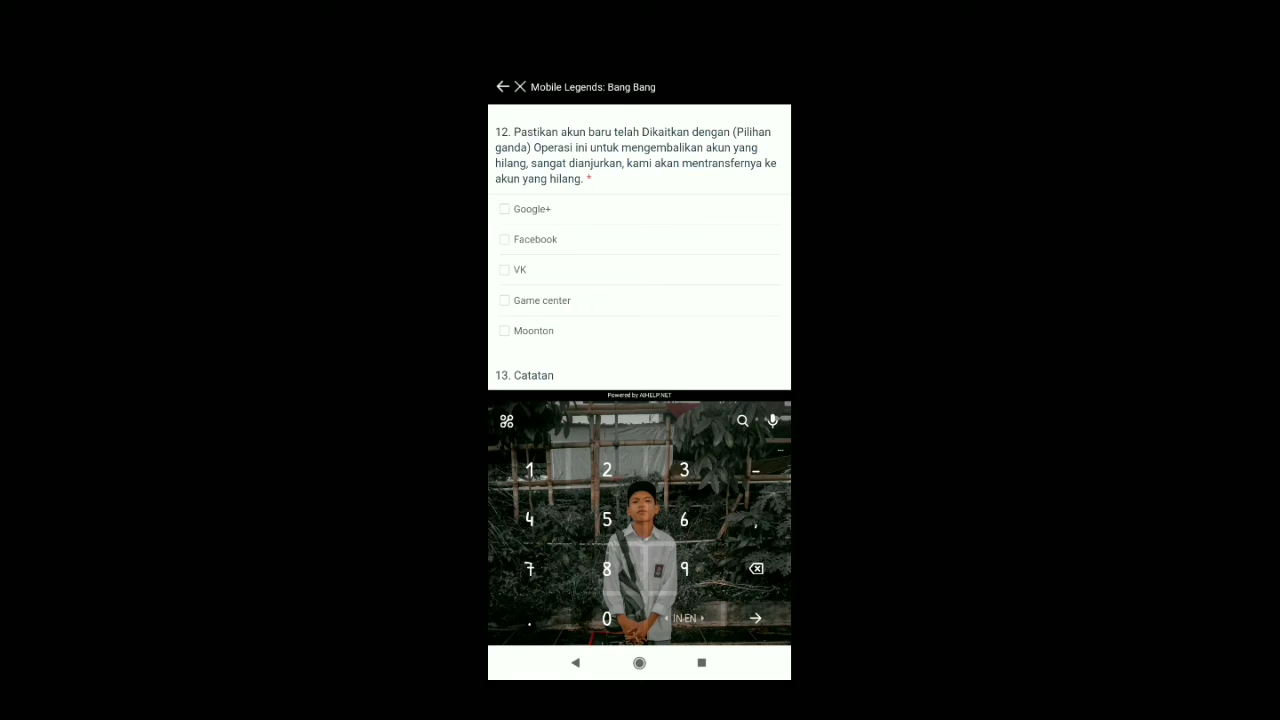 Mobile Legends: Bang Bang
12. Pastikan akun baru telah Dikaitkan dengan (Pilihan
ganda) Operasi ini untuk mengembalikan akun yang
hilang, sangat dianjurkan, kami akan mentransfernya ke
akun yang hilang. *
Google+
Facebook
VK
Game center
Moonton
13. Catatan
Powered by AIHELP.NET
1 2 3 -
4 5 6 ,
7 8 9
. 0 IN·EN